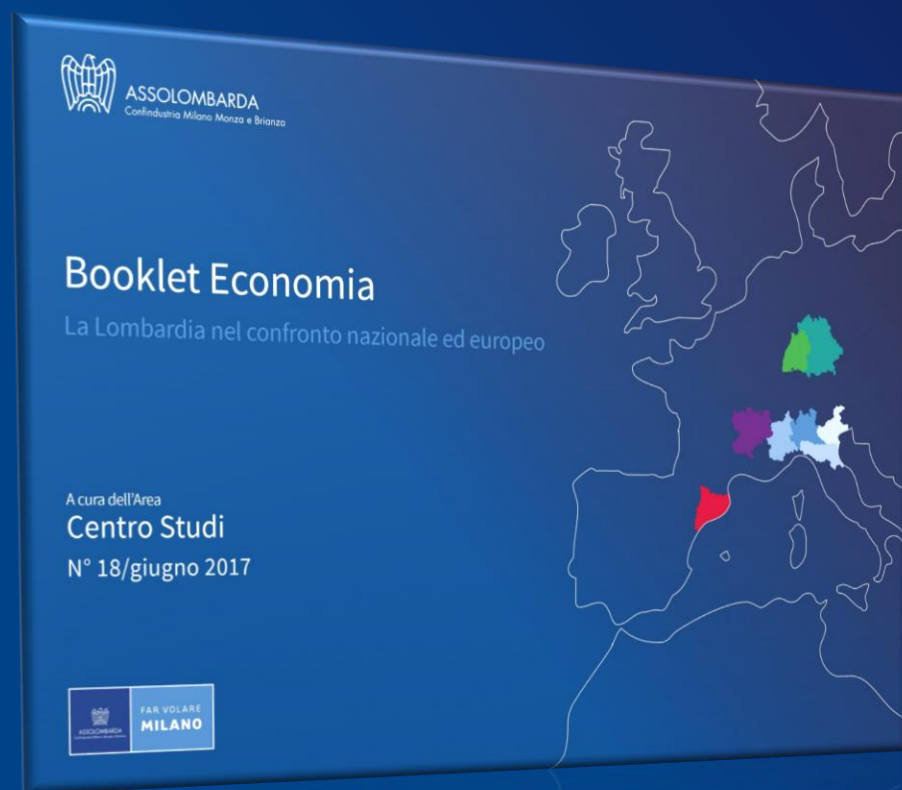 ASSOLOMBARDA
Confindustria Milano Monza e Brianza
Booklet Economia
La Lombardia nel confronto nazionale ed europeo
A cura dell'Area
Centro Studi
N° 18/giugno 2017
ASSOLOMBARDA
FAR VOLARE
MILANO